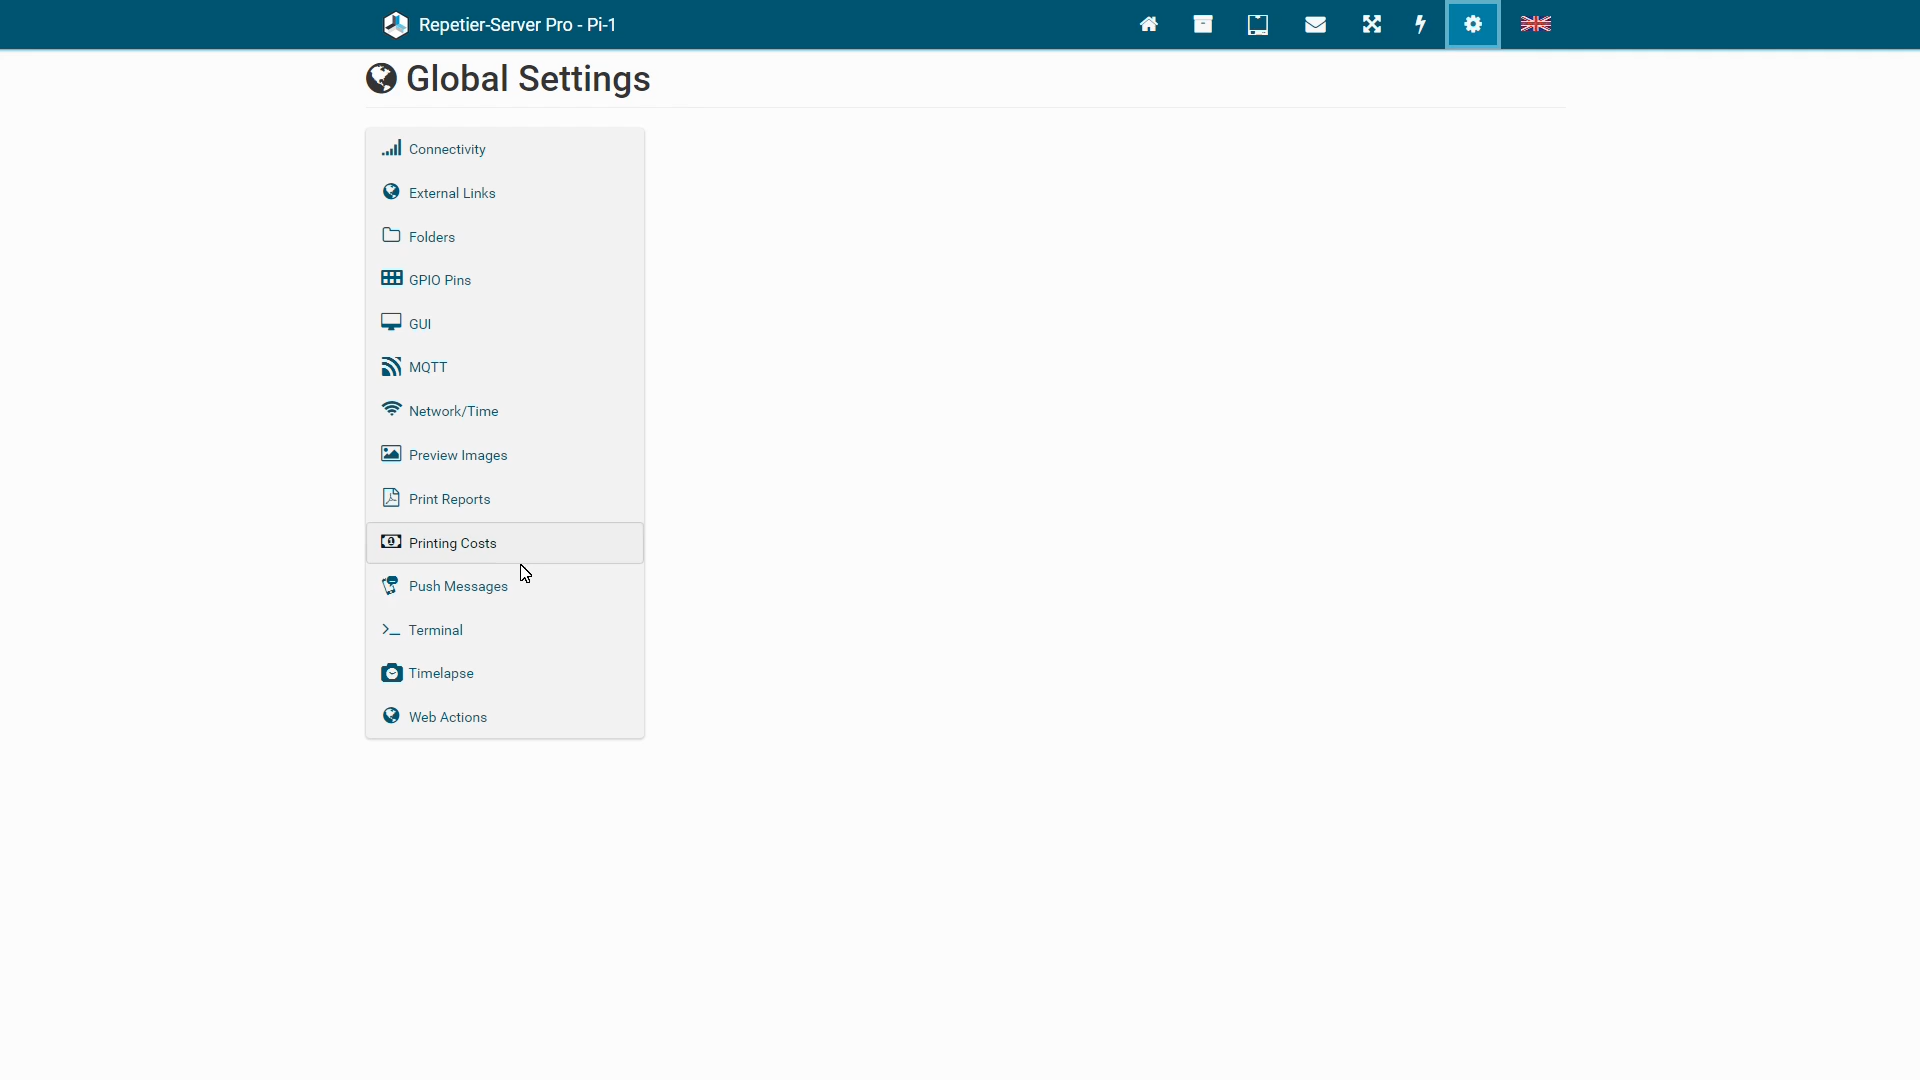 Repetier-Server Pro - Pi-1
Global Settings
Connectivity
External Links
Folders
GPIO Pins
GUI
MQTT
Network/Time
Preview Images
Print Reports
Printing Costs
Push Messages
Terminal
Timelapse
Web Actions